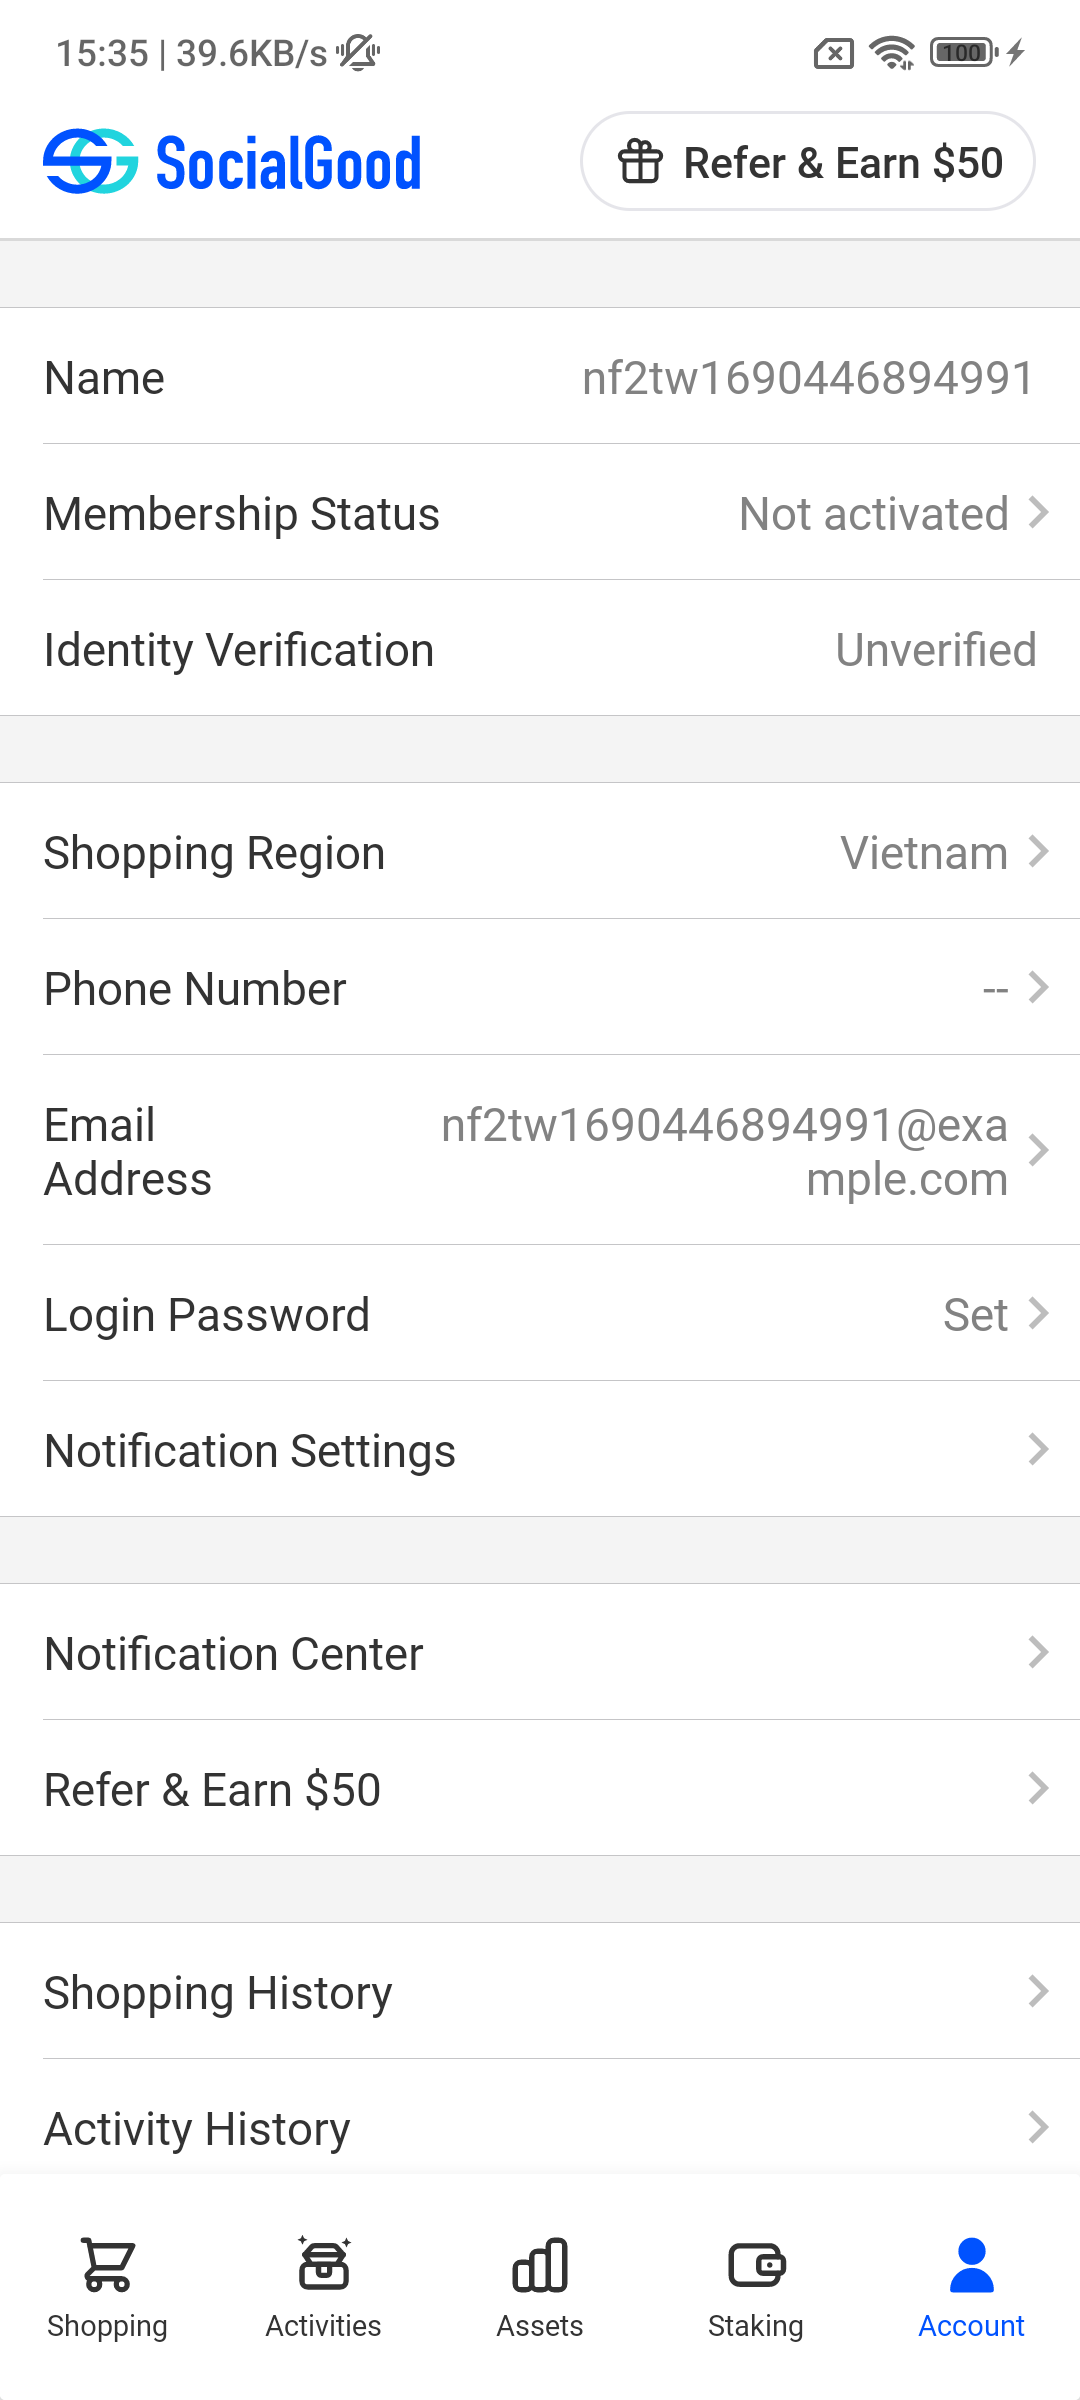 15:35 | 39.6KB/s
100
SocialGood
Refer & Earn $50
Name
nf2tw1690446894991
Membership Status
Not activated
Identity Verification
Unverified
Shopping Region
Vietnam
Phone Number
--
Email
Address
nf2tw1690446894991@exa
mple.com
Login Password
Set
Notification Settings
Notification Center
Refer & Earn $50
Shopping History
Activity History
Shopping
Activities
Assets
Staking
Account